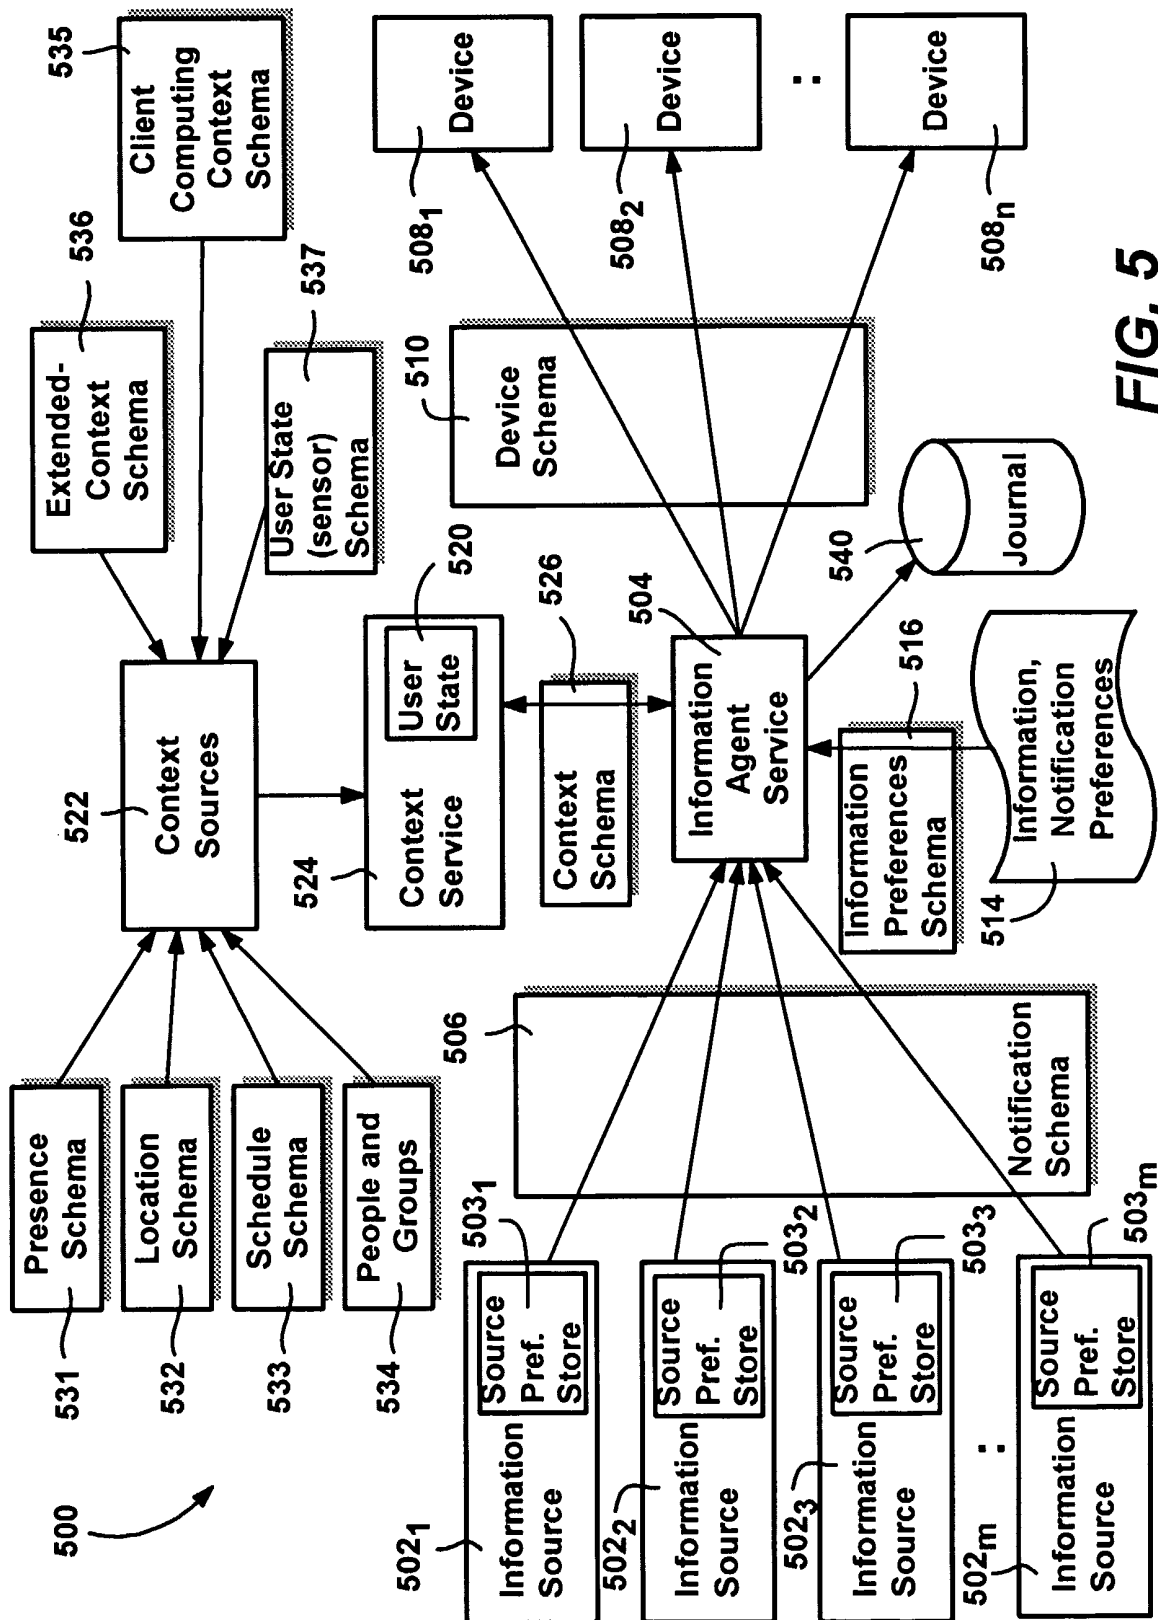 500
531
Presence
Schema
532
Location
Schema
533
Schedule
Schema
534
People and
Groups
522
Context
Sources
536
Extended-
Context
Schema
535
Client
Computing
Context
Schema
537
User State
(sensor)
Schema
524
Context
Service
520
User
State
526
Context
Schema
504
Information
Agent
Service
506
Notification
Schema
502₁
Information
Source
503₁
Source
Pref.
Store
502₂
Information
Source
503₂
Source
Pref.
Store
502₃
Information
Source
503₃
Source
Pref.
Store
:
502ₘ
Information
Source
503ₘ
Source
Pref.
Store
516
Information
Preferences
Schema
514
Information,
Notification
Preferences
540
Journal
510
Device
Schema
508₁
Device
508₂
Device
:
508ₙ
Device
FIG. 5